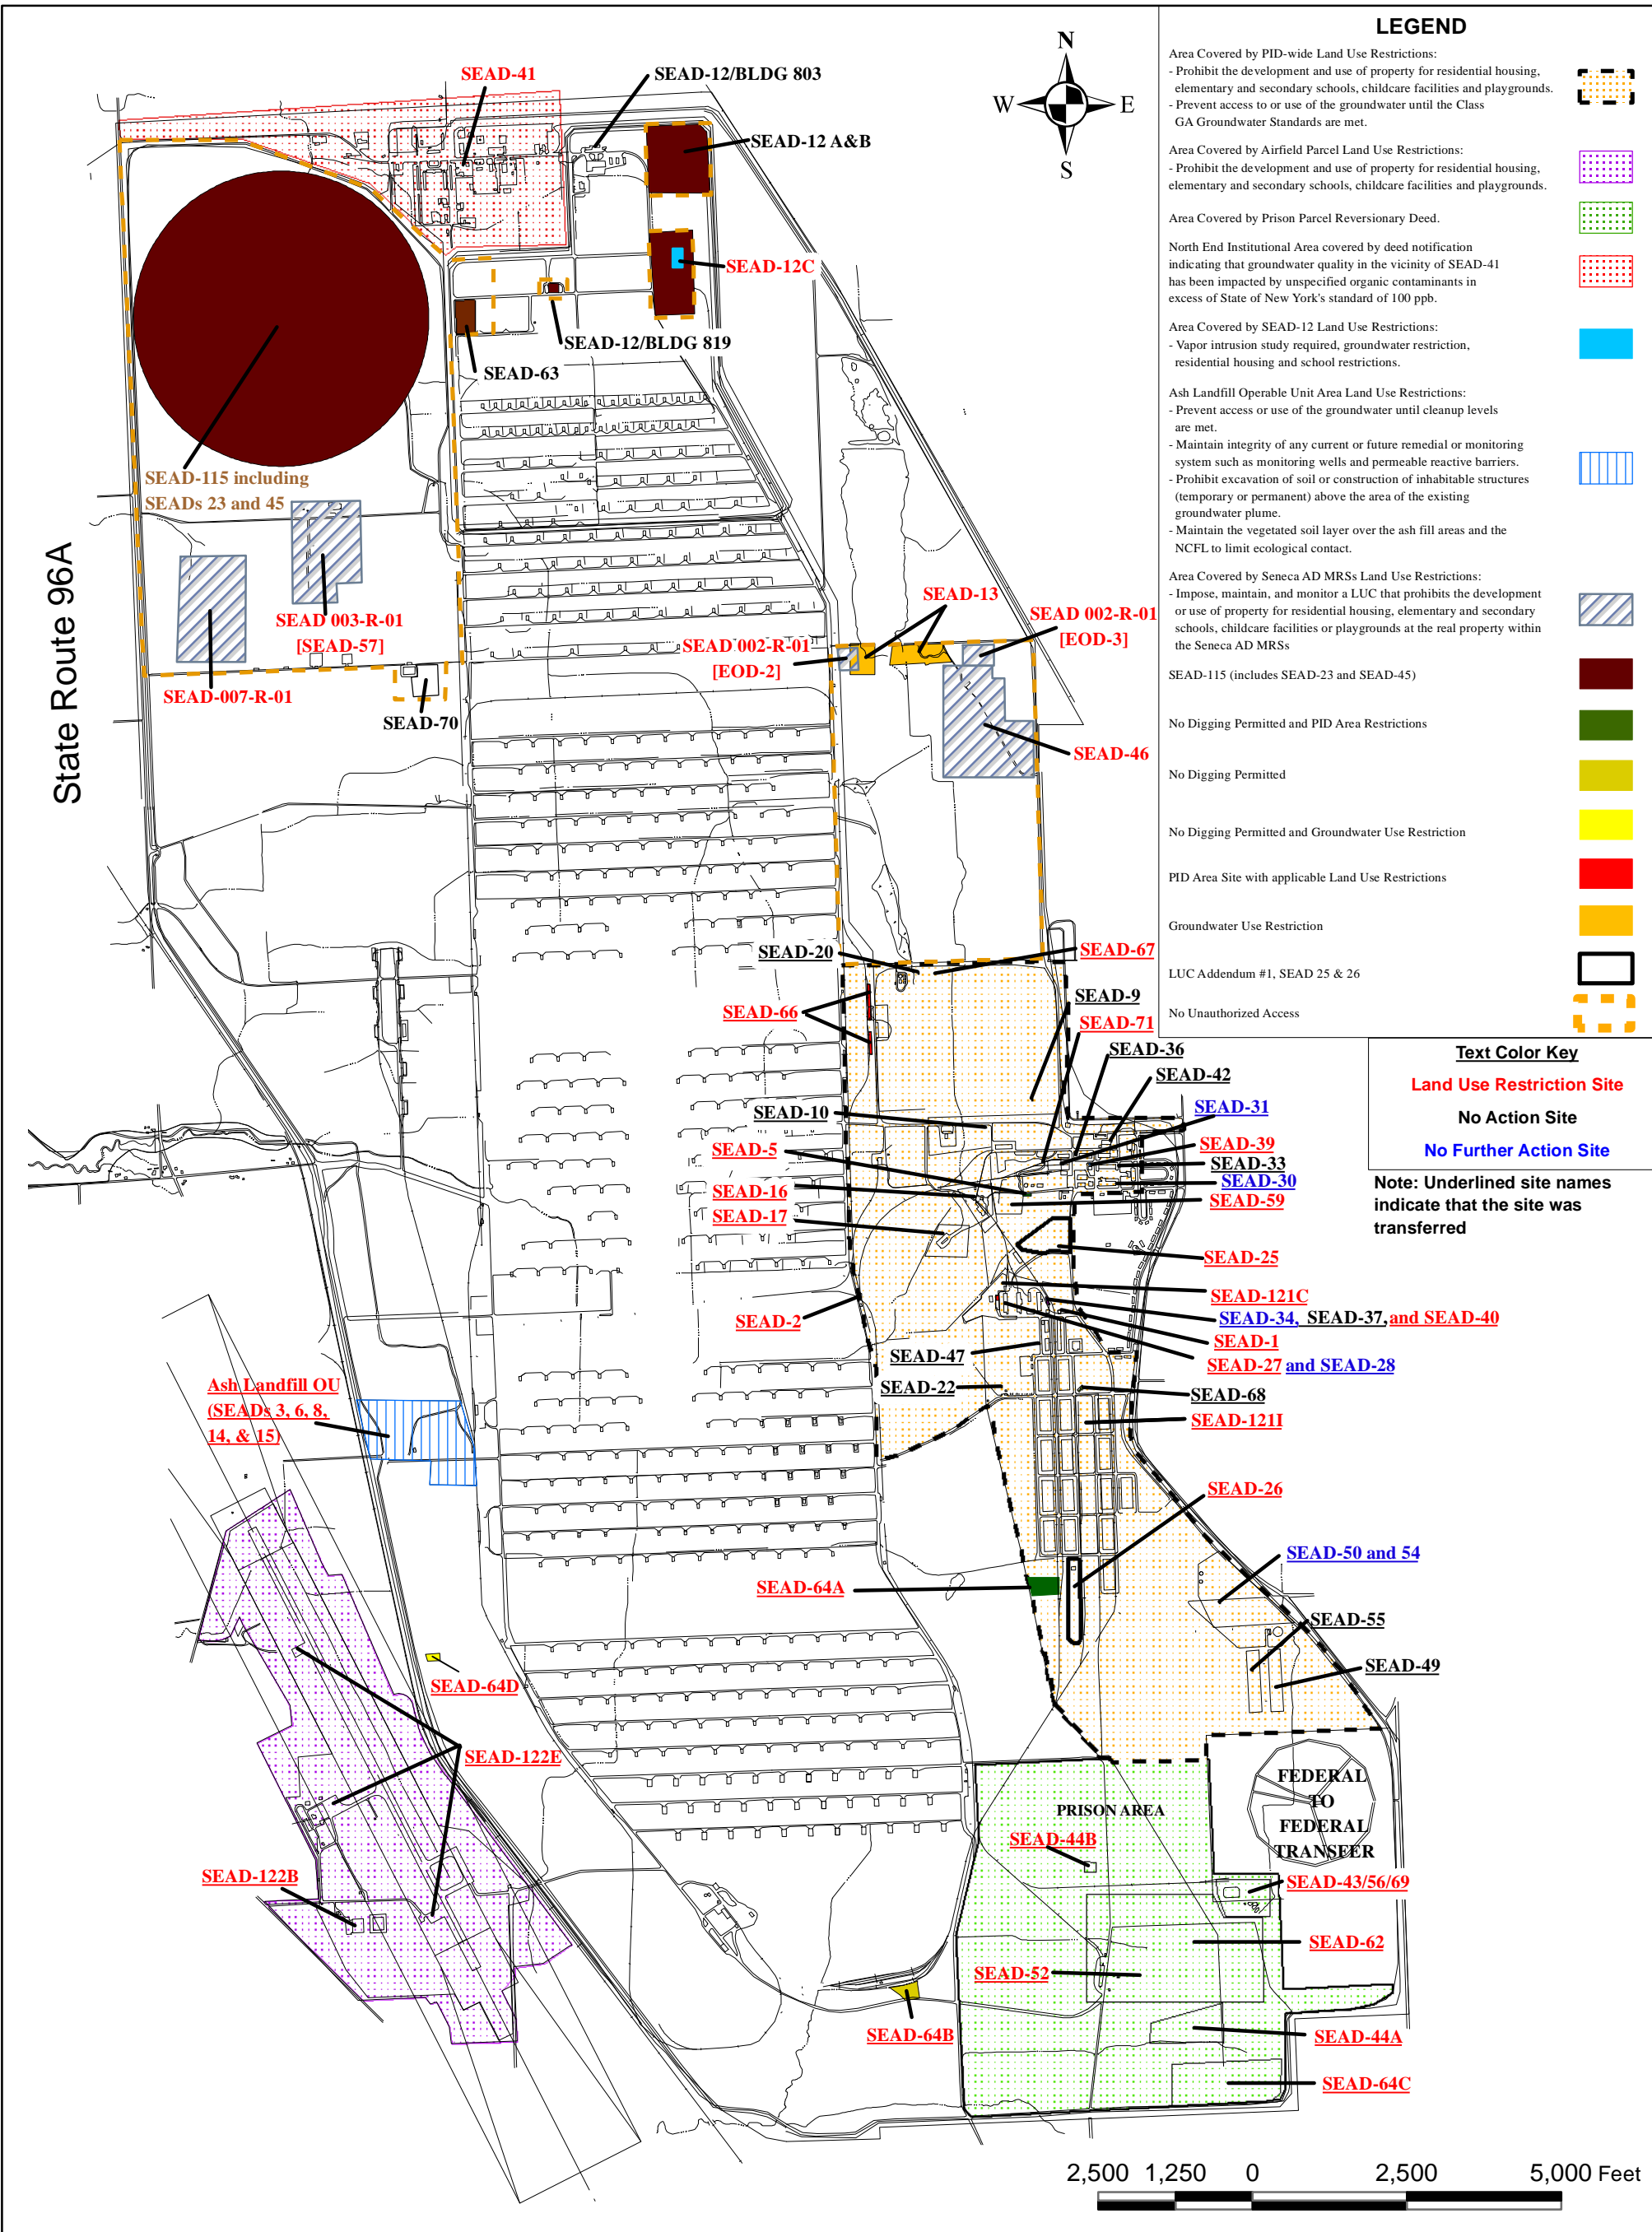 LEGEND
Area Covered by PID-wide Land Use Restrictions:
- Prohibit the development and use of property for residential housing,
elementary and secondary schools, childcare facilities and playgrounds.
- Prevent access to or use of the groundwater until the Class
GA Groundwater Standards are met.
Area Covered by Airfield Parcel Land Use Restrictions:
- Prohibit the development and use of property for residential housing,
elementary and secondary schools, childcare facilities and playgrounds.
Area Covered by Prison Parcel Reversionary Deed.
North End Institutional Area covered by deed notification
indicating that groundwater quality in the vicinity of SEAD-41
has been impacted by unspecified organic contaminants in
excess of State of New York's standard of 100 ppb.
Area Covered by SEAD-12 Land Use Restrictions:
- Vapor intrusion study required, groundwater restriction,
residential housing and school restrictions.
Ash Landfill Operable Unit Area Land Use Restrictions:
- Prevent access or use of the groundwater until cleanup levels
are met.
- Maintain integrity of any current or future remedial or monitoring
system such as monitoring wells and permeable reactive barriers.
- Prohibit excavation of soil or construction of inhabitable structures
(temporary or permanent) above the area of the existing
groundwater plume.
- Maintain the vegetated soil layer over the ash fill areas and the
NCFL to limit ecological contact.
Area Covered by Seneca AD MRSs Land Use Restrictions:
- Impose, maintain, and monitor a LUC that prohibits the development
or use of property for residential housing, elementary and secondary
schools, childcare facilities or playgrounds at the real property within
the Seneca AD MRSs
SEAD-115 (includes SEAD-23 and SEAD-45)
No Digging Permitted and PID Area Restrictions
No Digging Permitted
No Digging Permitted and Groundwater Use Restriction
PID Area Site with applicable Land Use Restrictions
Groundwater Use Restriction
LUC Addendum #1, SEAD 25 & 26
No Unauthorized Access
Text Color Key
Land Use Restriction Site
No Action Site
No Further Action Site
Note: Underlined site names
indicate that the site was
transferred
N
W E
S
State Route 96A
SEAD-41
SEAD-12/BLDG 803
SEAD-12 A&B
SEAD-12C
SEAD-12/BLDG 819
SEAD-63
SEAD-115 including
SEADs 23 and 45
SEAD 003-R-01
[SEAD-57]
SEAD-007-R-01
SEAD-70
SEAD-13
SEAD 002-R-01
[EOD-2]
SEAD 002-R-01
[EOD-3]
SEAD-46
SEAD-20
SEAD-67
SEAD-66
SEAD-9
SEAD-71
SEAD-36
SEAD-42
SEAD-10
SEAD-31
SEAD-5
SEAD-39
SEAD-33
SEAD-30
SEAD-16
SEAD-59
SEAD-17
SEAD-25
SEAD-121C
SEAD-2
SEAD-34, SEAD-37, and SEAD-40
SEAD-1
SEAD-47
SEAD-27 and SEAD-28
SEAD-22
SEAD-68
SEAD-121I
Ash Landfill OU
(SEADs 3, 6, 8,
14, & 15)
SEAD-26
SEAD-50 and 54
SEAD-64A
SEAD-55
SEAD-49
SEAD-64D
SEAD-122E
FEDERAL
TO
FEDERAL
TRANSFER
PRISON AREA
SEAD-44B
SEAD-122B
SEAD-43/56/69
SEAD-62
SEAD-52
SEAD-64B
SEAD-44A
SEAD-64C
2,500 1,250 0 2,500 5,000 Feet